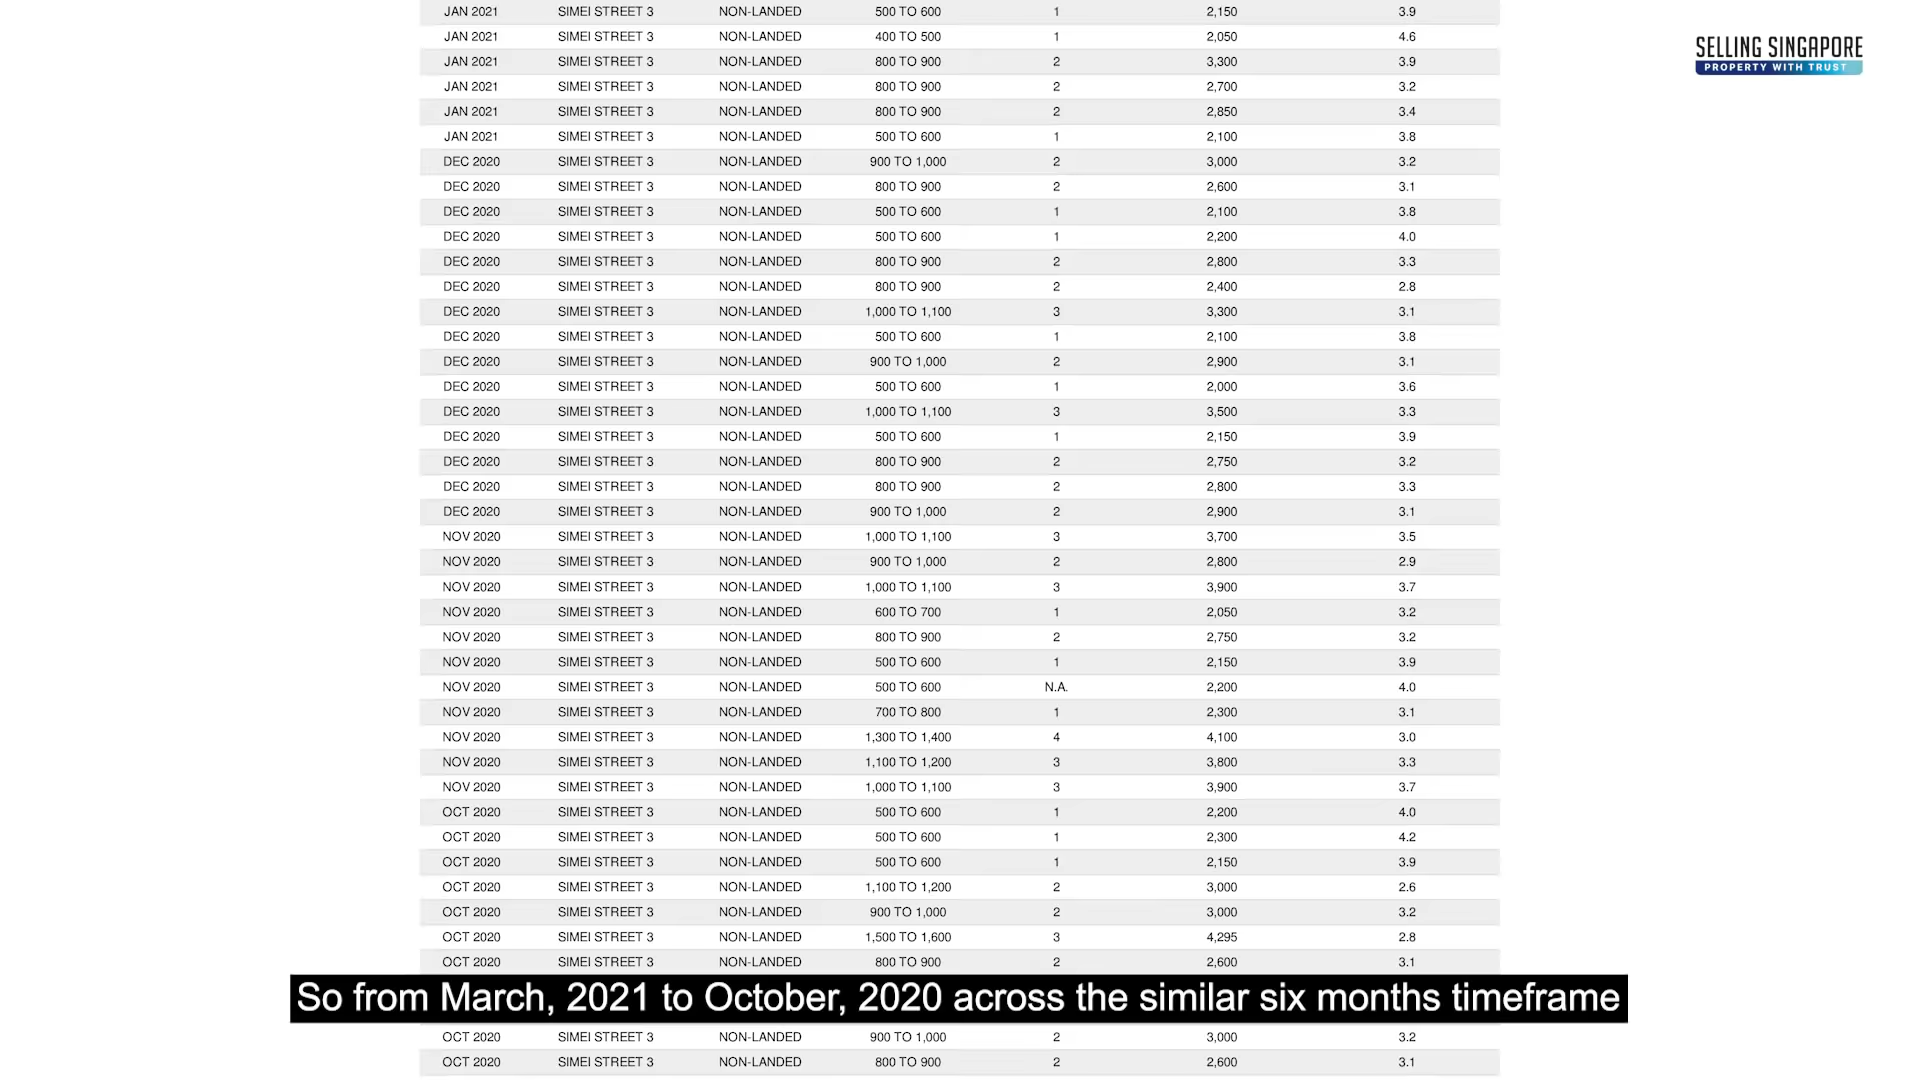 JAN 2021 SIMEI STREET 3 NON-LANDED 500 TO 600 1 2,150 3.9
JAN 2021 SIMEI STREET 3 NON-LANDED 400 TO 500 1 2,050 4.6
SELLING SINGAPORE
PROPERTY WITH TRUST
JAN 2021 SIMEI STREET 3 NON-LANDED 800 TO 900 2 3,300 3.9
JAN 2021 SIMEI STREET 3 NON-LANDED 800 TO 900 2 2,700 3.2
JAN 2021 SIMEI STREET 3 NON-LANDED 800 TO 900 2 2,850 3.4
JAN 2021 SIMEI STREET 3 NON-LANDED 500 TO 600 1 2,100 3.8
DEC 2020 SIMEI STREET 3 NON-LANDED 900 TO 1,000 2 3,000 3.2
DEC 2020 SIMEI STREET 3 NON-LANDED 800 TO 900 2 2,600 3.1
DEC 2020 SIMEI STREET 3 NON-LANDED 500 TO 600 1 2,100 3.8
DEC 2020 SIMEI STREET 3 NON-LANDED 500 TO 600 1 2,200 4.0
DEC 2020 SIMEI STREET 3 NON-LANDED 800 TO 900 2 2,800 3.3
DEC 2020 SIMEI STREET 3 NON-LANDED 800 TO 900 2 2,400 2.8
DEC 2020 SIMEI STREET 3 NON-LANDED 1,000 TO 1,100 3 3,300 3.1
DEC 2020 SIMEI STREET 3 NON-LANDED 500 TO 600 1 2,100 3.8
DEC 2020 SIMEI STREET 3 NON-LANDED 900 TO 1,000 2 2,900 3.1
DEC 2020 SIMEI STREET 3 NON-LANDED 500 TO 600 1 2,000 3.6
DEC 2020 SIMEI STREET 3 NON-LANDED 1,000 TO 1,100 3 3,500 3.3
DEC 2020 SIMEI STREET 3 NON-LANDED 500 TO 600 1 2,150 3.9
DEC 2020 SIMEI STREET 3 NON-LANDED 800 TO 900 2 2,750 3.2
DEC 2020 SIMEI STREET 3 NON-LANDED 800 TO 900 2 2,800 3.3
DEC 2020 SIMEI STREET 3 NON-LANDED 900 TO 1,000 2 2,900 3.1
NOV 2020 SIMEI STREET 3 NON-LANDED 1,000 TO 1,100 3 3,700 3.5
NOV 2020 SIMEI STREET 3 NON-LANDED 900 TO 1,000 2 2,800 2.9
NOV 2020 SIMEI STREET 3 NON-LANDED 1,000 TO 1,100 3 3,900 3.7
NOV 2020 SIMEI STREET 3 NON-LANDED 600 TO 700 1 2,050 3.2
NOV 2020 SIMEI STREET 3 NON-LANDED 800 TO 900 2 2,750 3.2
NOV 2020 SIMEI STREET 3 NON-LANDED 500 TO 600 1 2,150 3.9
NOV 2020 SIMEI STREET 3 NON-LANDED 500 TO 600 N.A. 2,200 4.0
NOV 2020 SIMEI STREET 3 NON-LANDED 700 TO 800 1 2,300 3.1
NOV 2020 SIMEI STREET 3 NON-LANDED 1,300 TO 1,400 4 4,100 3.0
NOV 2020 SIMEI STREET 3 NON-LANDED 1,100 TO 1,200 3 3,800 3.3
NOV 2020 SIMEI STREET 3 NON-LANDED 1,000 TO 1,100 3 3,900 3.7
OCT 2020 SIMEI STREET 3 NON-LANDED 500 TO 600 1 2,200 4.0
OCT 2020 SIMEI STREET 3 NON-LANDED 500 TO 600 1 2,300 4.2
OCT 2020 SIMEI STREET 3 NON-LANDED 500 TO 600 1 2,150 3.9
OCT 2020 SIMEI STREET 3 NON-LANDED 1,100 TO 1,200 2 3,000 2.6
OCT 2020 SIMEI STREET 3 NON-LANDED 900 TO 1,000 2 3,000 3.2
OCT 2020 SIMEI STREET 3 NON-LANDED 1,500 TO 1,600 3 4,295 2.8
OCT 2020 SIMEI STREET 3 NON-LANDED 800 TO 900 2 2,600 3.1
So from March, 2021 to October, 2020 across the similar six months timeframe
OCT 2020 SIMEI STREET 3 NON-LANDED 900 TO 1,000 2 3,000 3.2
OCT 2020 SIMEI STREET 3 NON-LANDED 800 TO 900 2 2,600 3.1